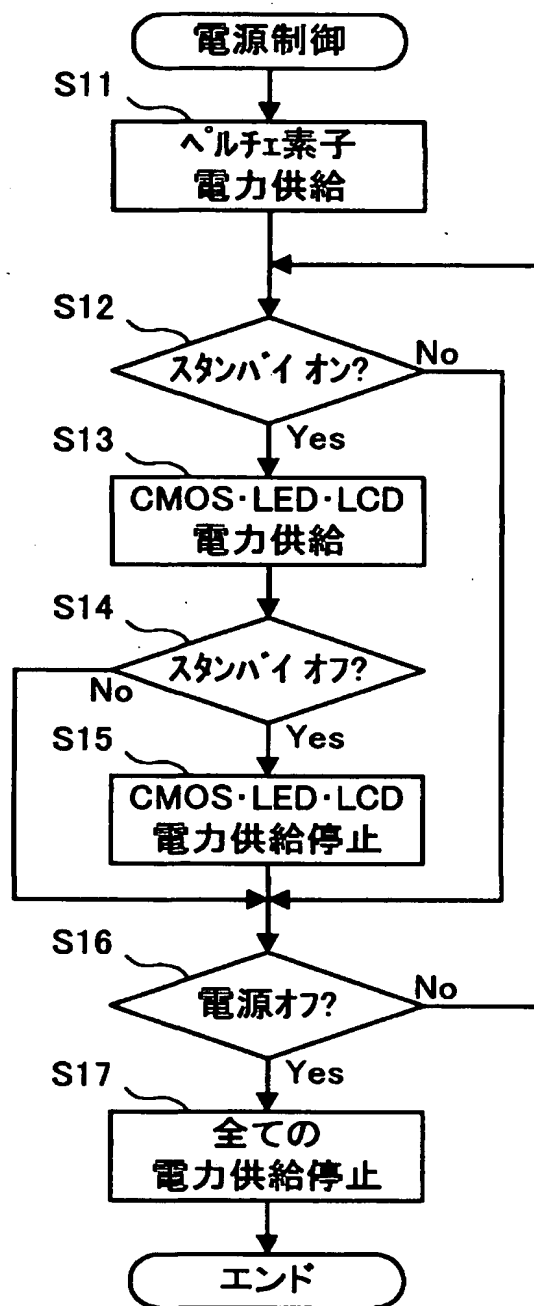 電源制御
S11
ペルチェ素子
電力供給
S12
スタンバイ オン?
No
Yes
S13
CMOS・LED・LCD
電力供給
S14
スタンバイ オフ?
No
Yes
S15
CMOS・LED・LCD
電力供給停止
S16
電源オフ?
No
Yes
S17
全ての
電力供給停止
エンド